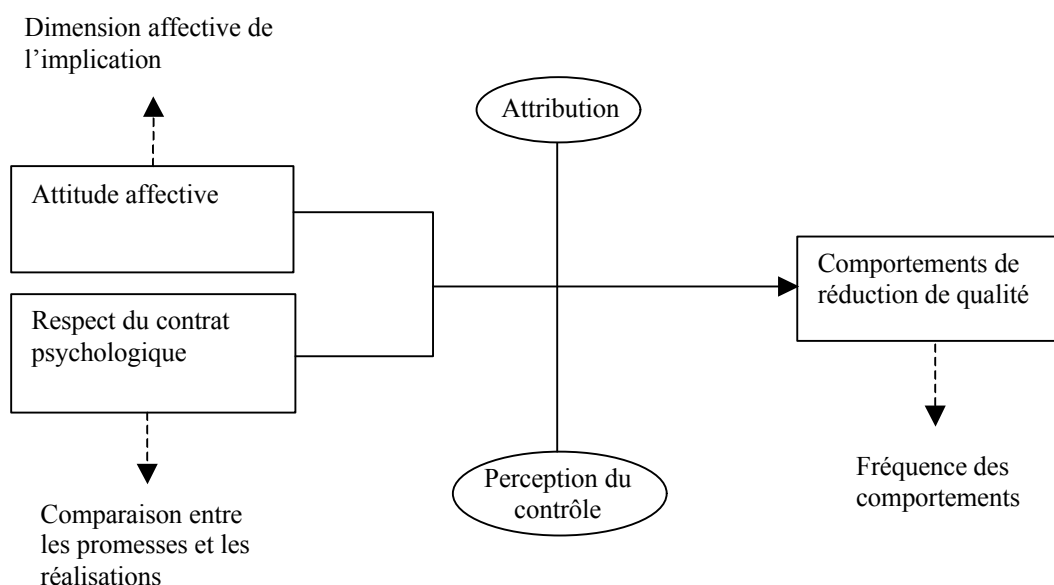 Dimension affective de
l’implication
Attribution
Attitude affective
Comportements de
réduction de qualité
Respect du contrat
psychologique
Perception du
contrôle
Fréquence des
comportements
Comparaison entre
les promesses et les
réalisations